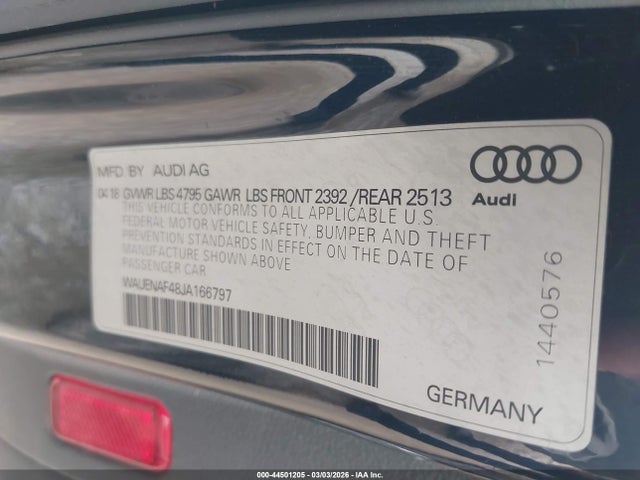 MFD BY AUDI AG
04 18 GVWR LBS 4795 GAWR LBS FRONT 2392 /REAR 2513
THIS VEHICLE CONFORMS TO ALL APPLICABLE U.S.
FEDERAL MOTOR VEHICLE SAFETY, BUMPER AND THEFT
PREVENTION STANDARDS IN EFFECT ON THE DATE OF
MANUFACTURE SHOWN ABOVE
PASSENGER CAR
WAUENAF48JA166797
Audi
1440576
GERMANY
000-44501205 - 03/03/2026 - IAA Inc.